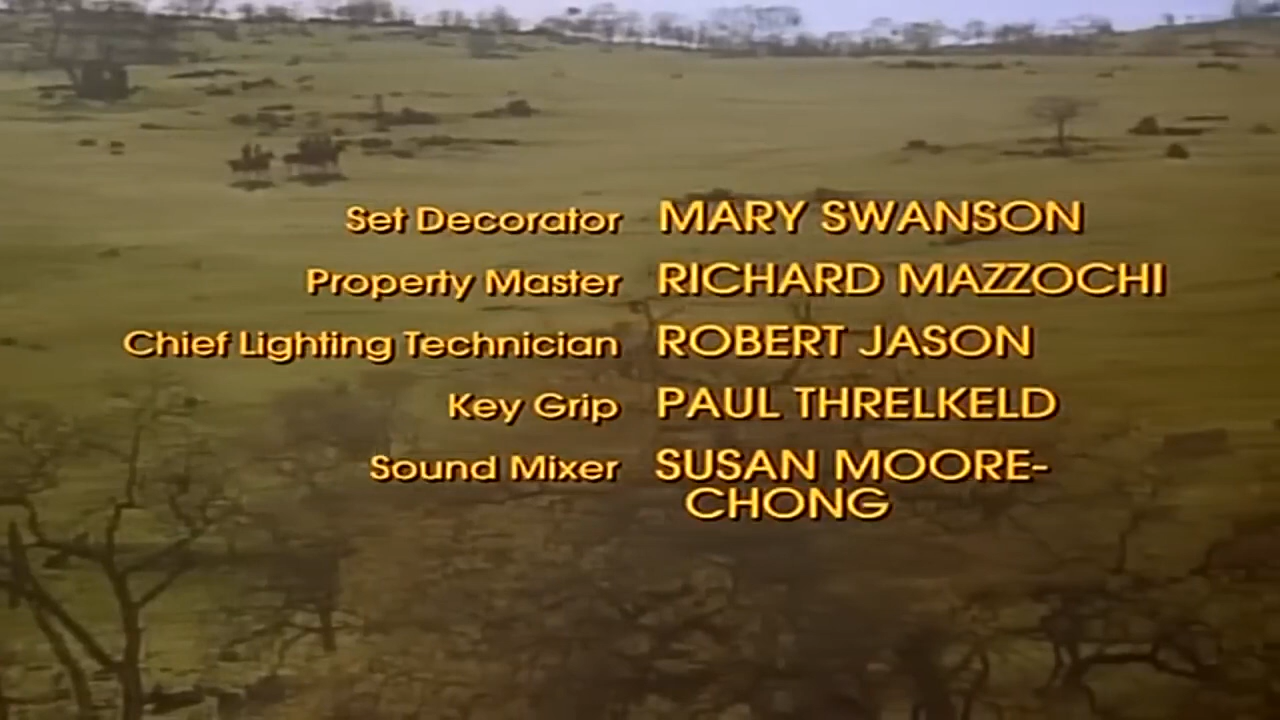 Set Decorator MARY SWANSON
Property Master RICHARD MAZZOCHI
Chief Lighting Technician ROBERT JASON
Key Grip PAUL THRELKELD
Sound Mixer SUSAN MOORE-
CHONG